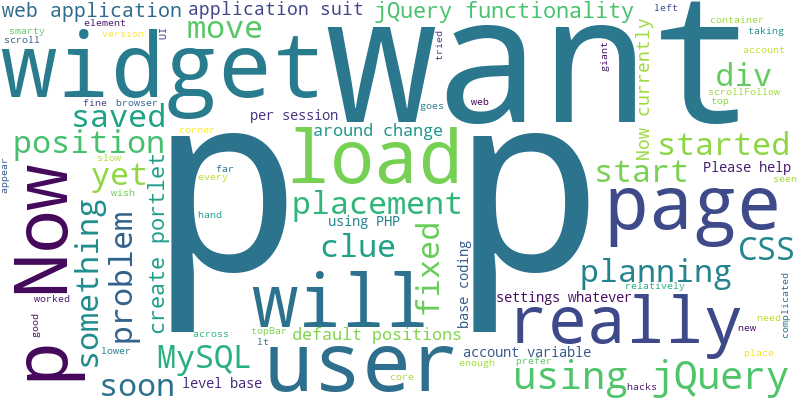 web application
application suit
jQuery functionality
left
element
smarty
scroll
version
UI
move
tried
giant
container
taking
account
widget
want
Now currently
div
scrollFollow
top
fine
browser
saved
per session
goes
web
position
corner
around change
started
appear
slow
yet
wish
far
every
load
start
Please help
seen
p p
placement
page
Now
something
problem
create portlet
hand
using PHP
clue
fixed
base coding
CSS
planning
relatively
complicated
worked
will
settings whatever
really
new
need
good
across
topBar
lt
default positions
place
p
lower
MySQL
user
account variable
enough
prefer
soon
level base
core
using jQuery
hacks